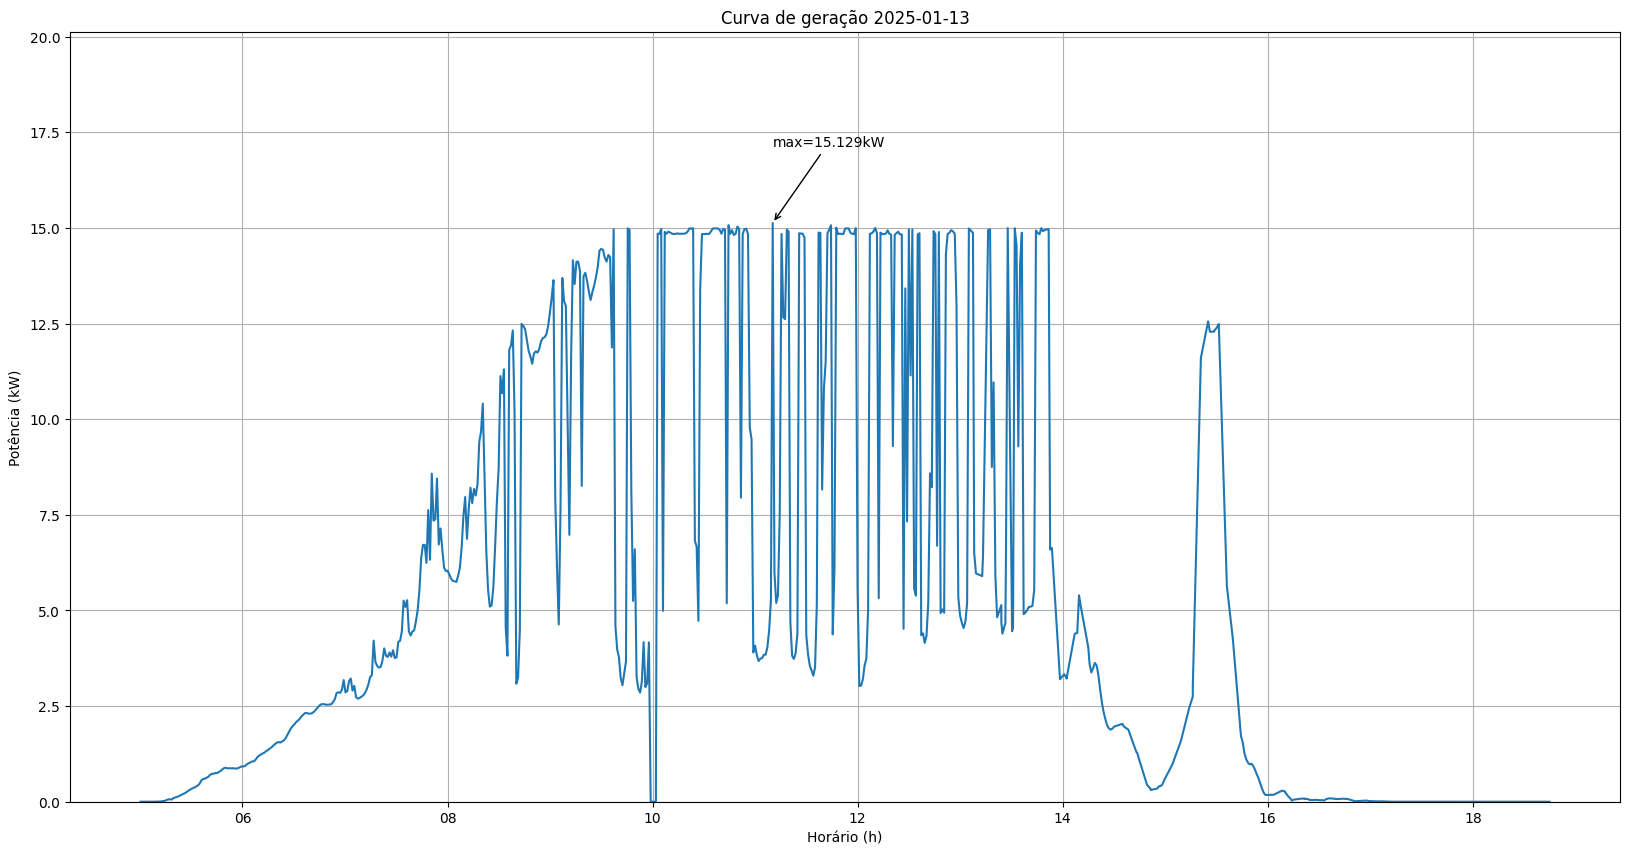 Curva de geração 2025-01-13
20.0
17.5
15.0
12.5
10.0
7.5
5.0
2.5
0.0
Potência (kW)
max=15.129kW
06 08 10 12 14 16 18
Horário (h)